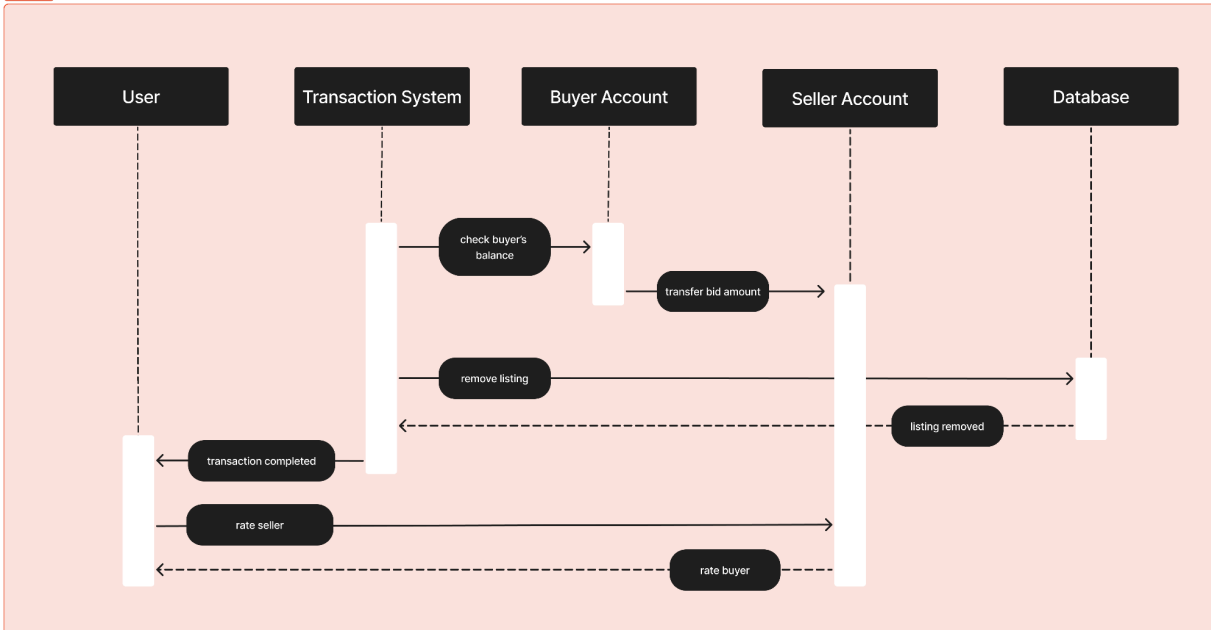 User
Transaction System
Buyer Account
Seller Account
Database
check buyer's
balance
transfer bid amount
remove listing
listing removed
transaction completed
rate seller
rate buyer